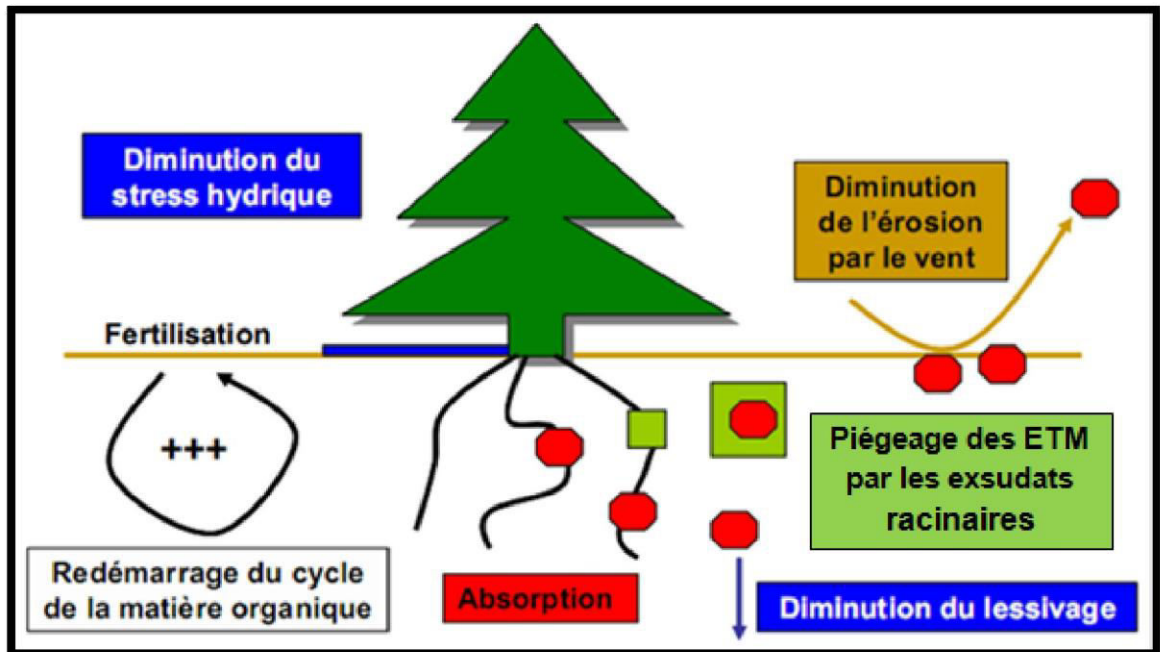 Diminution du
stress hydrique
Diminution
de l'érosion
par le vent
Fertilisation
+++
Piégeage des ETM
par les exsudats
racinaires
Redémarrage du cycle
de la matière organique
Absorption
Diminution du lessivage